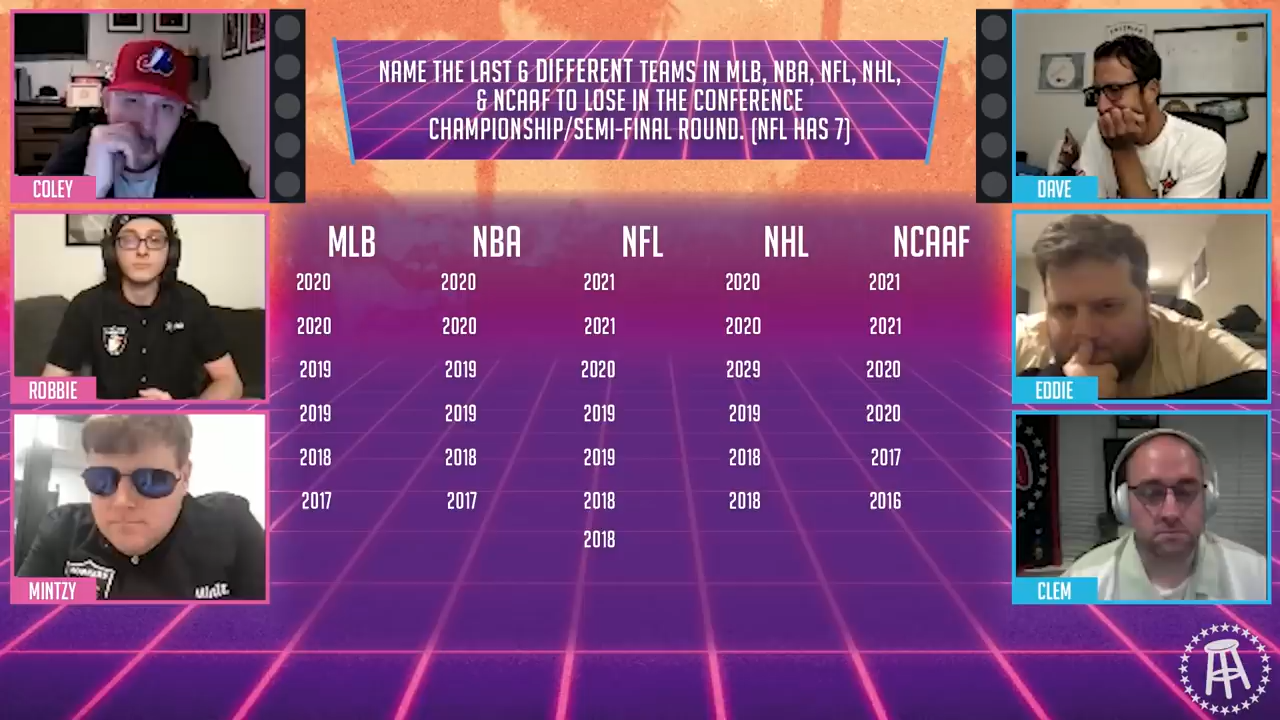 NAME THE LAST 6 DIFFERENT TEAMS IN MLB, NBA, NFL, NHL,
& NCAAF TO LOSE IN THE CONFERENCE
CHAMPIONSHIP/SEMI-FINAL ROUND. (NFL HAS 7)
COLEY
DAVE
MLB NBA NFL NHL NCAAF
2020 2020 2021 2020 2021
2020 2020 2021 2020 2021
2019 2019 2020 2029 2020
ROBBIE
EDDIE
2019 2019 2019 2019 2020
2018 2018 2019 2018 2017
2017 2017 2018 2018 2016
2018
MINTZY
CLEM